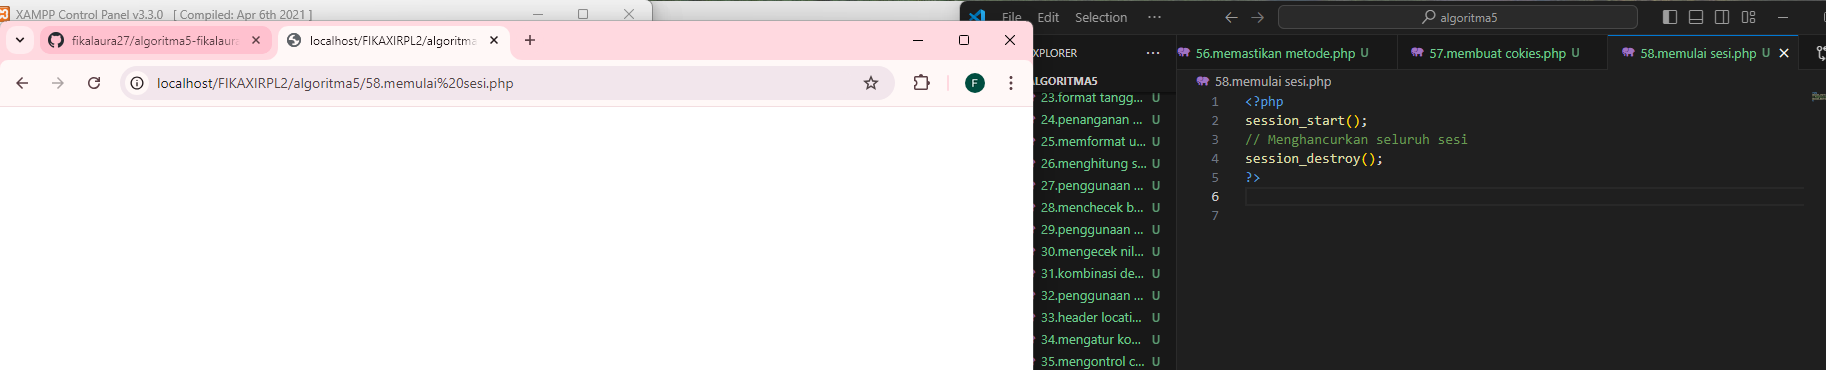 XAMPP Control Panel v3.3.0 [ Compiled: Apr 6th 2021 ]
fikalaura27/algoritma5-fikalaura
localhost/FIKAXIRPL2/algoritma
localhost/FIKAXIRPL2/algoritma5/58.memulai%20sesi.php
F
File Edit Selection ···
algoritma5
EXPLORER ···
56.memastikan metode.php U
57.membuat cokies.php U
58.memulai sesi.php U
ALGORITMA5
23.format tangg... U
24.penanganan ... U
25.memformat u... U
26.menghitung s... U
27.penggunaan ... U
28.menchecek b... U
29.penggunaan ... U
30.mengecek nil... U
31.kombinasi de... U
32.penggunaan ... U
33.header locati... U
34.mengatur ko... U
35.mengontrol c... U
58.memulai sesi.php
1 <?php
2 session_start();
3 // Menghancurkan seluruh sesi
4 session_destroy();
5 ?>
6
7